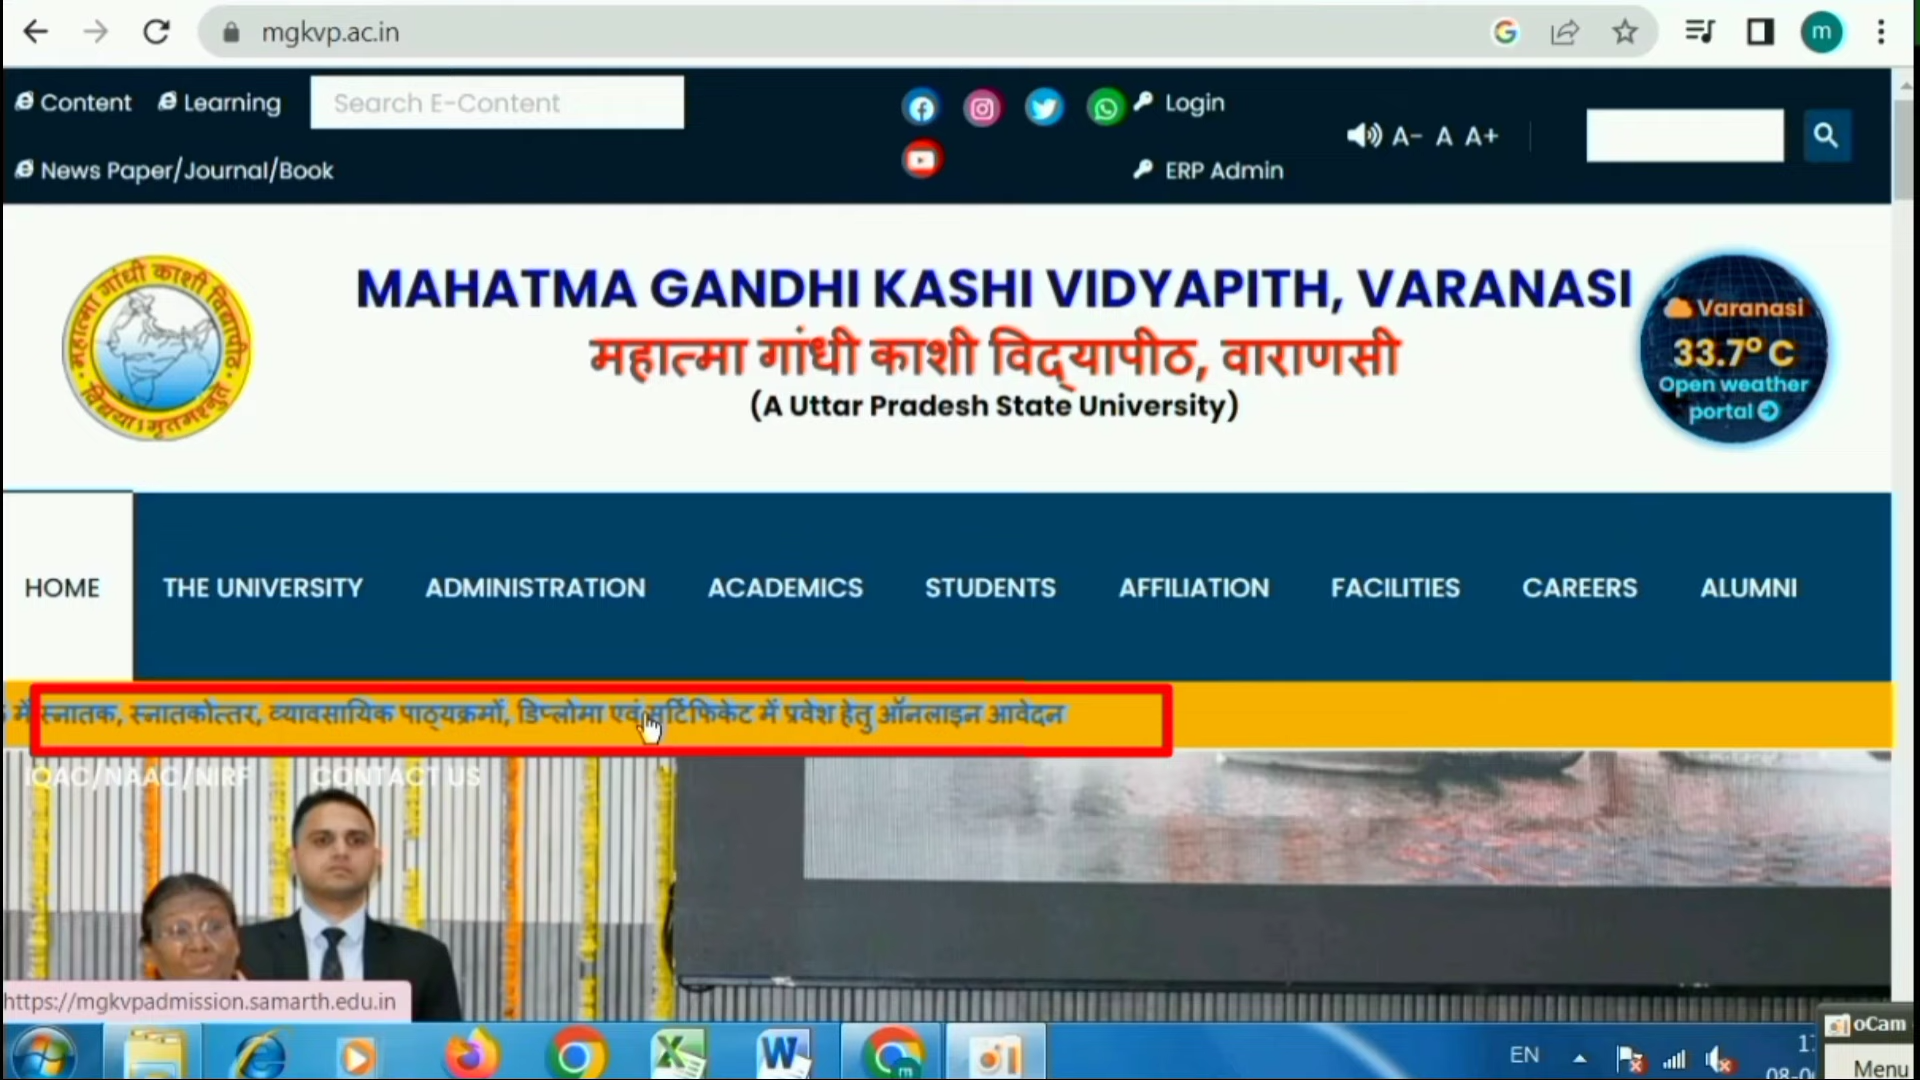 mgkvp.ac.in
m
Content Learning Search E-Content
Login
A- A A+
News Paper/Journal/Book
ERP Admin
महात्मा गांधी काशी विद्यापीठ
MAHATMA GANDHI KASHI VIDYAPITH, VARANASI
महात्मा गांधी काशी विद्यापीठ, वाराणसी
(A Uttar Pradesh State University)
Varanasi
33.7° C
Open weather
portal
HOME THE UNIVERSITY ADMINISTRATION ACADEMICS STUDENTS AFFILIATION FACILITIES CAREERS ALUMNI
में स्नातक, स्नातकोत्तर, व्यावसायिक पाठ्यक्रमों, डिप्लोमा एवं सर्टिफिकेट में प्रवेश हेतु ऑनलाइन आवेदन
IQAC/NAAC/NIRF CONTACT US
https://mgkvpadmission.samarth.edu.in
oCam
EN
Menu